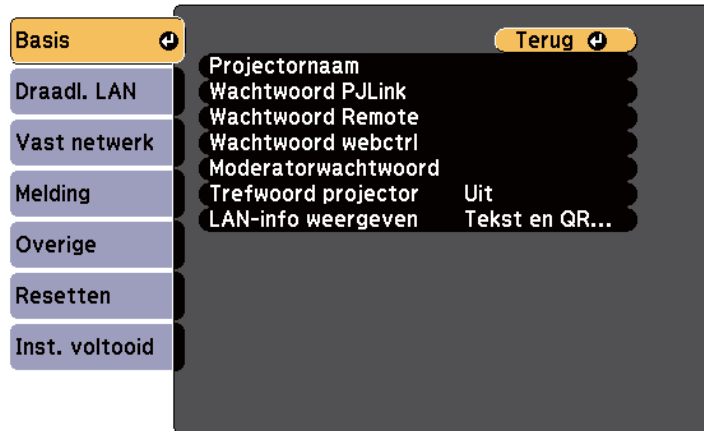 Basis
Draadl. LAN
Vast netwerk
Melding
Overige
Resetten
Inst. voltooid
Terug
Projectornaam
Wachtwoord PJLink
Wachtwoord Remote
Wachtwoord webctrl
Moderatorwachtwoord
Trefwoord projector Uit
LAN-info weergeven Tekst en QR...